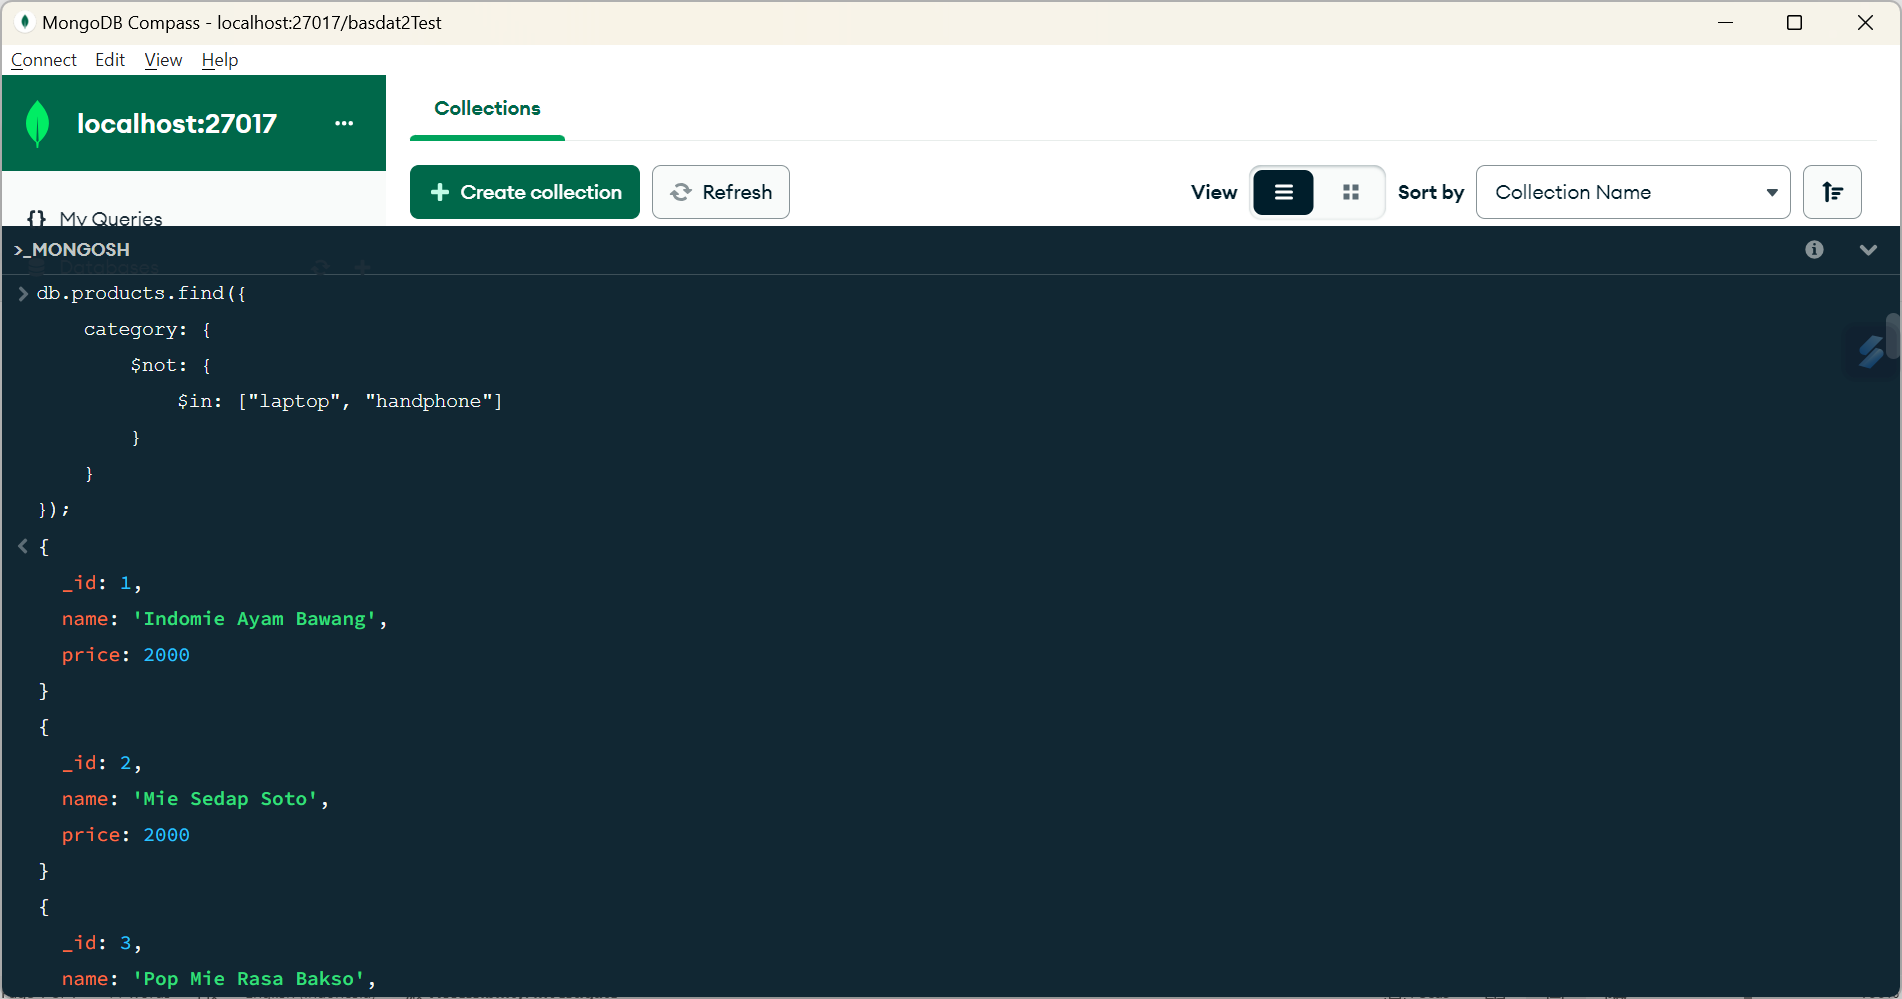 MongoDB Compass - localhost:27017/basdat2Test
Connect Edit View Help
localhost:27017 ...
Collections
+ Create collection
Refresh
View
Sort by
Collection Name
{} My Queries
>_MONGOSH
Databases
> db.products.find({
category: {
$not: {
$in: ["laptop", "handphone"]
}
}
});
< {
_id: 1,
name: 'Indomie Ayam Bawang',
price: 2000
}
{
_id: 2,
name: 'Mie Sedap Soto',
price: 2000
}
{
_id: 3,
name: 'Pop Mie Rasa Bakso',